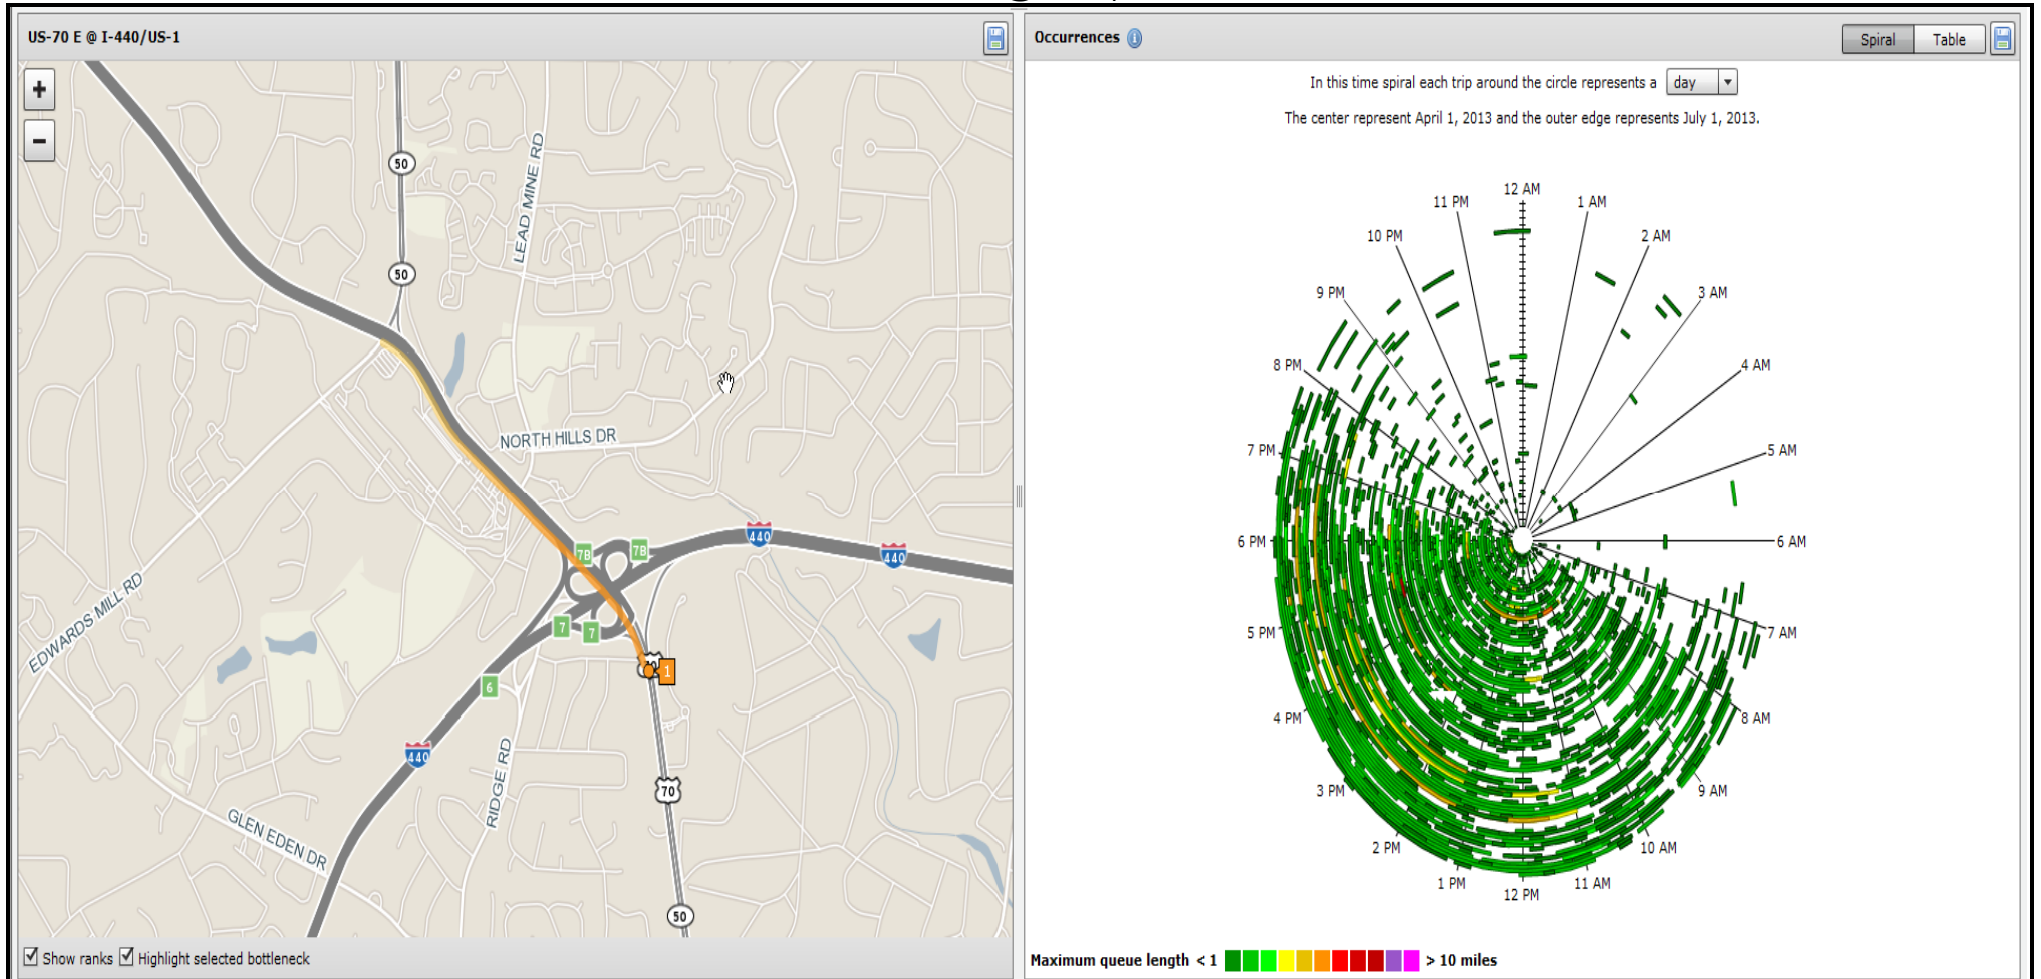 US-70 E @ I-440/US-1
+
−
50
50
LEAD MINE RD
NORTH HILLS DR
EDWARDS MILL RD
7B
7B
440
440
7
7
1
6
440
RIDGE RD
70
GLEN EDEN DR
50
Show ranks Highlight selected bottleneck
Occurrences
Spiral Table
In this time spiral each trip around the circle represents a day
The center represent April 1, 2013 and the outer edge represents July 1, 2013.
12 AM
11 PM 1 AM
10 PM 2 AM
9 PM 3 AM
8 PM 4 AM
7 PM 5 AM
6 PM 6 AM
5 PM 7 AM
4 PM 8 AM
3 PM 9 AM
2 PM 10 AM
1 PM 11 AM
12 PM
Maximum queue length < 1 > 10 miles